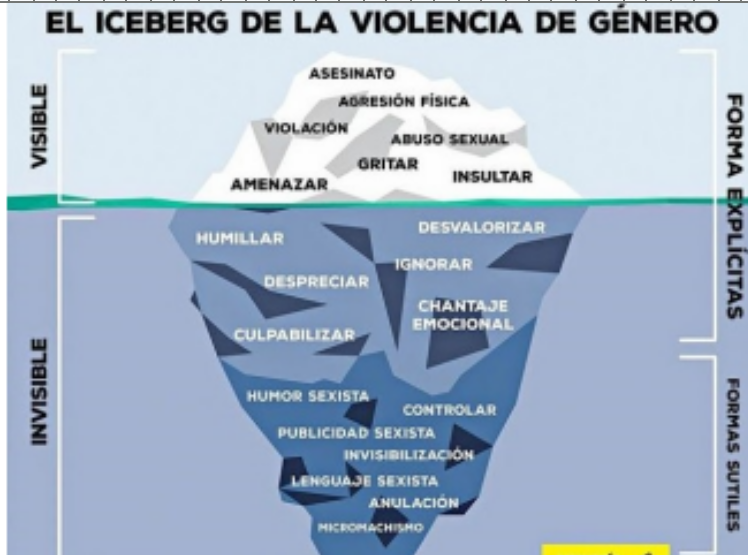 EL ICEBERG DE LA VIOLENCIA DE GÉNERO
VISIBLE
ASESINATO
AGRESIÓN FÍSICA
VIOLACIÓN
ABUSO SEXUAL
GRITAR
AMENAZAR
INSULTAR
FORMA EXPLÍCITAS
INVISIBLE
HUMILLAR
DESVALORIZAR
IGNORAR
DESPRECIAR
CHANTAJE
EMOCIONAL
CULPABILIZAR
HUMOR SEXISTA
CONTROLAR
PUBLICIDAD SEXISTA
INVISIBILIZACIÓN
LENGUAJE SEXISTA
ANULACIÓN
MICROMACHISMO
FORMAS SUTILES